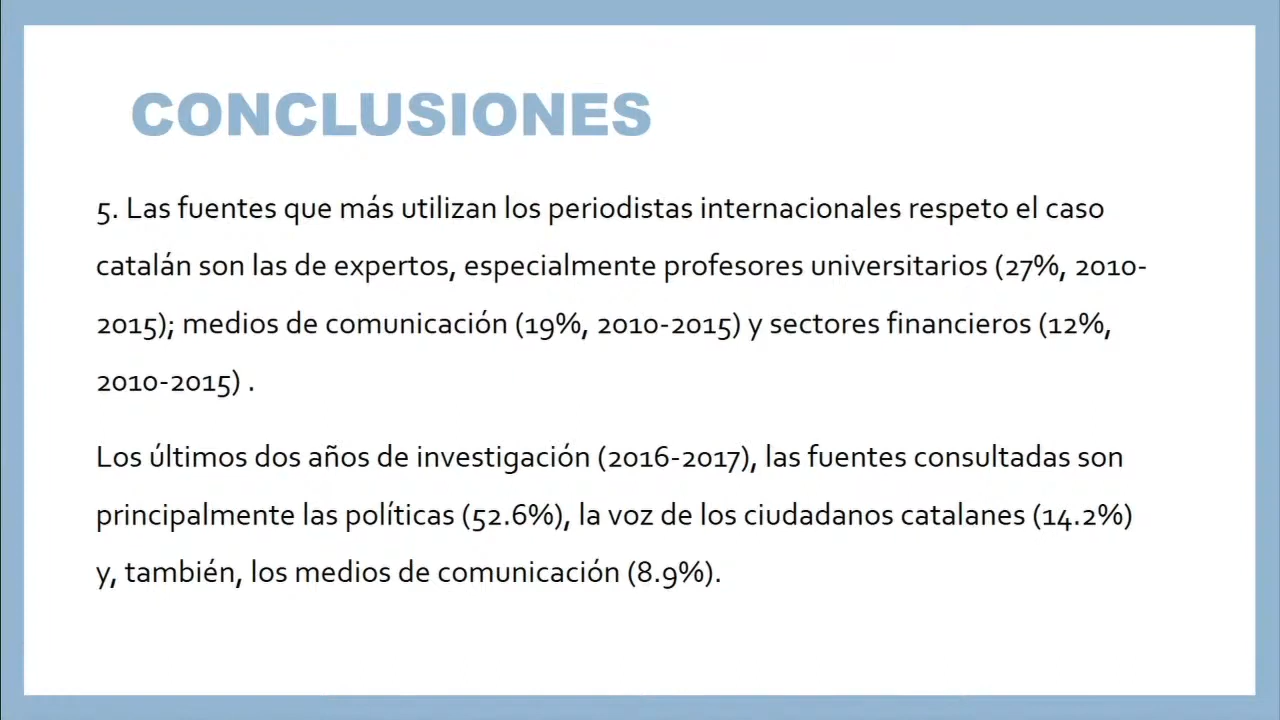 CONCLUSIONES
5. Las fuentes que más utilizan los periodistas internacionales respeto el caso
catalán son las de expertos, especialmente profesores universitarios (27%, 2010-
2015); medios de comunicación (19%, 2010-2015) y sectores financieros (12%,
2010-2015) .
Los últimos dos años de investigación (2016-2017), las fuentes consultadas son
principalmente las políticas (52.6%), la voz de los ciudadanos catalanes (14.2%)
y, también, los medios de comunicación (8.9%).